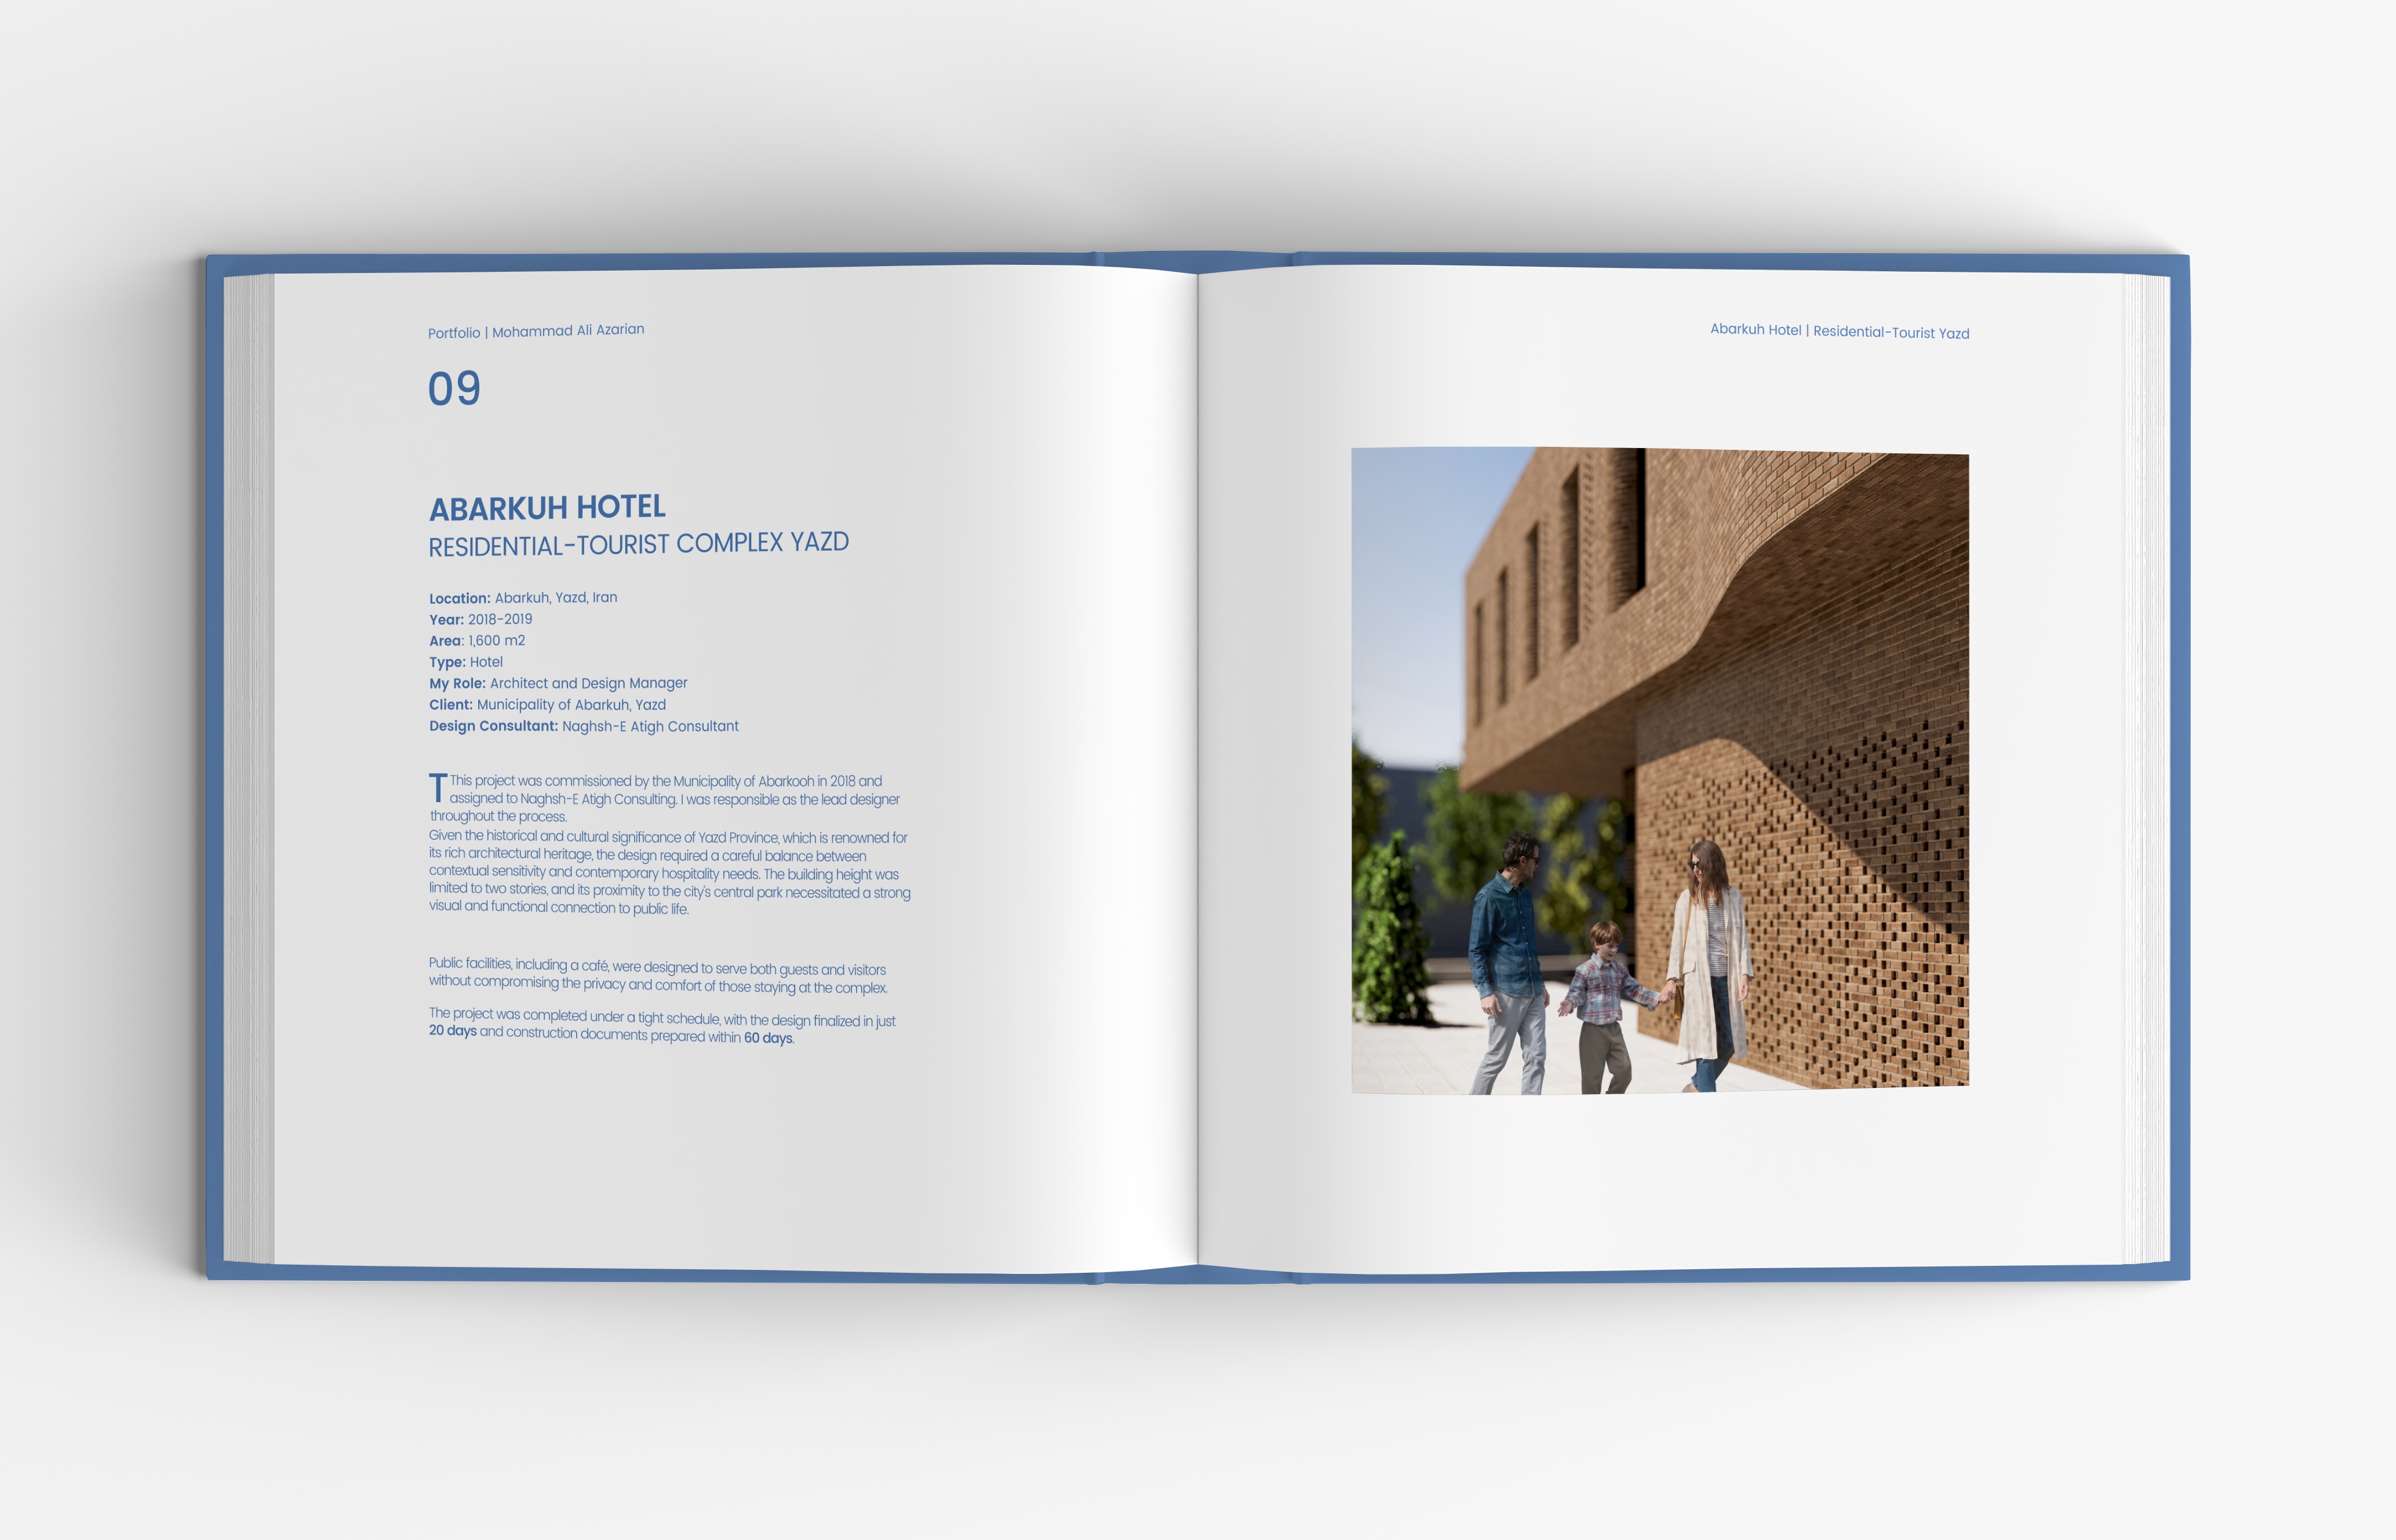 Portfolio | Mohammad Ali Azarian
09
ABARKUH HOTEL
RESIDENTIAL-TOURIST COMPLEX YAZD
Location: Abarkuh, Yazd, Iran
Year: 2018-2019
Area: 1,600 m2
Type: Hotel
My Role: Architect and Design Manager
Client: Municipality of Abarkuh, Yazd
Design Consultant: Naghsh-E Atigh Consultant
T This project was commissioned by the Municipality of Abarkooh in 2018 and
assigned to Naghsh-E Atigh Consulting. I was responsible as the lead designer
throughout the process.
Given the historical and cultural significance of Yazd Province, which is renowned for
its rich architectural heritage, the design required a careful balance between
contextual sensitivity and contemporary hospitality needs. The building height was
limited to two stories, and its proximity to the city's central park necessitated a strong
visual and functional connection to public life.
Public facilities, including a café, were designed to serve both guests and visitors
without compromising the privacy and comfort of those staying at the complex.
The project was completed under a tight schedule, with the design finalized in just
20 days and construction documents prepared within 60 days.
Abarkuh Hotel | Residential-Tourist Yazd